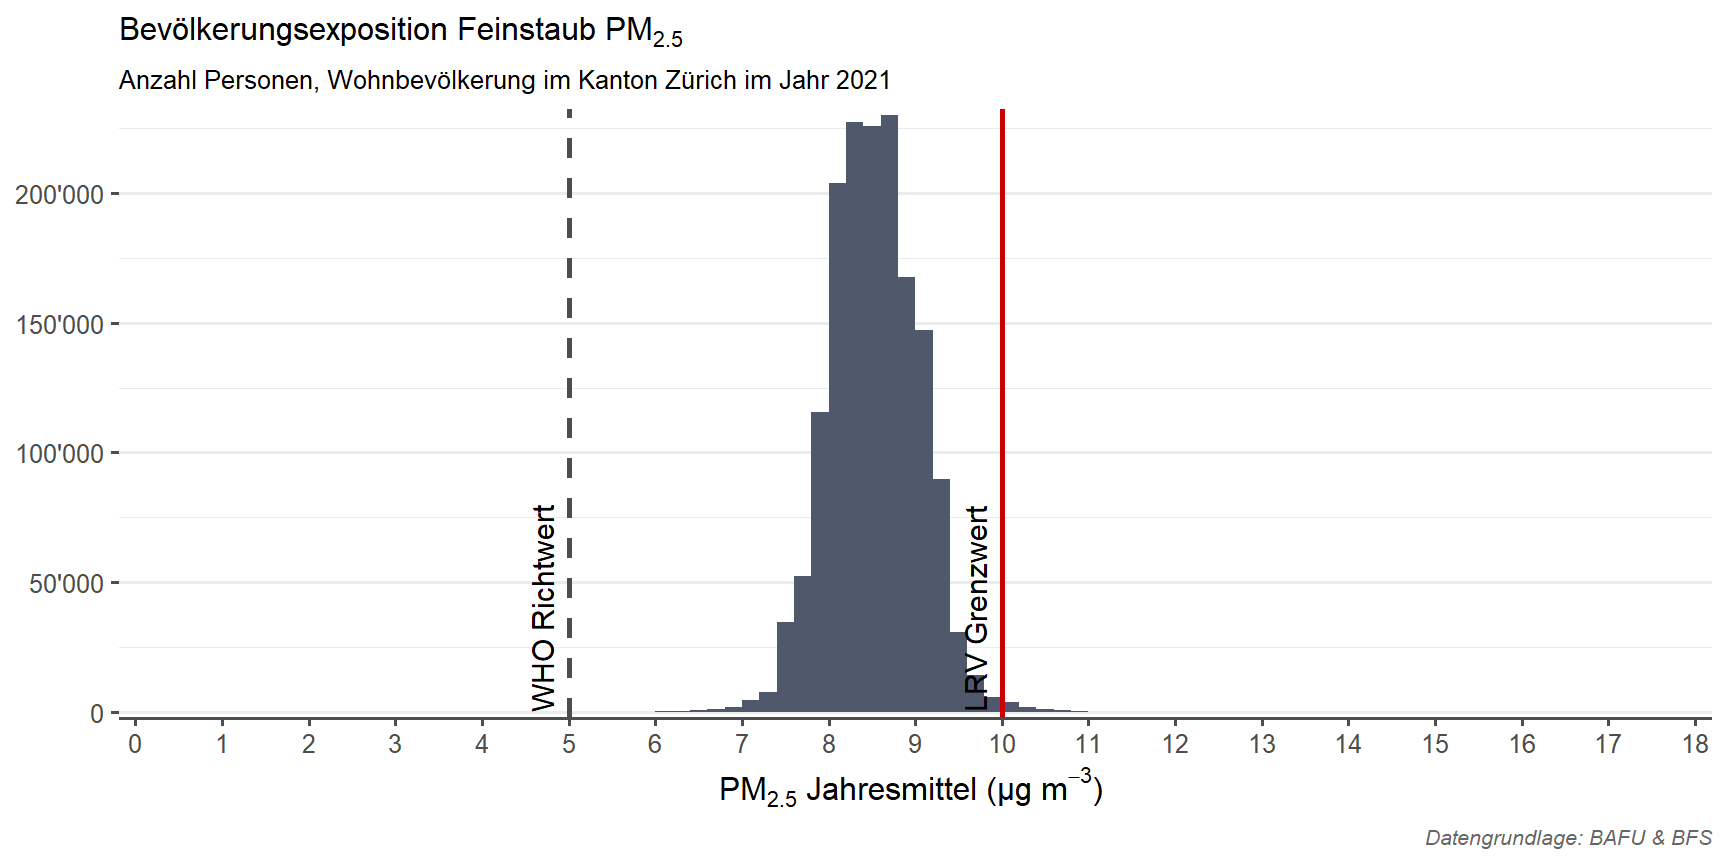 Bevölkerungsexposition Feinstaub PM2.5
Anzahl Personen, Wohnbevölkerung im Kanton Zürich im Jahr 2021
200'000
150'000
100'000
50'000
0
WHO Richtwert
LRV Grenzwert
0 1 2 3 4 5 6 7 8 9 10 11 12 13 14 15 16 17 18
PM2.5 Jahresmittel (µg m−3)
Datengrundlage: BAFU & BFS